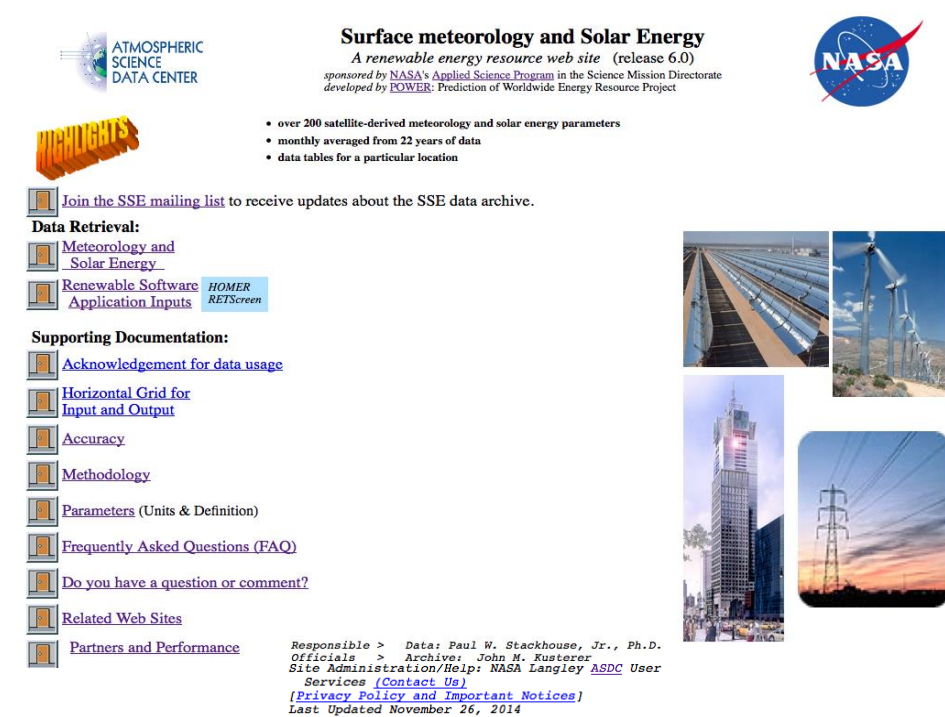 ATMOSPHERIC
SCIENCE
DATA CENTER
Surface meteorology and Solar Energy
A renewable energy resource web site (release 6.0)
sponsored by NASA's Applied Science Program in the Science Mission Directorate
developed by POWER: Prediction of Worldwide Energy Resource Project
NASA
HIGHLIGHTS
• over 200 satellite-derived meteorology and solar energy parameters
• monthly averaged from 22 years of data
• data tables for a particular location
Join the SSE mailing list to receive updates about the SSE data archive.
Data Retrieval:
Meteorology and
Solar Energy
Renewable Software
Application Inputs
HOMER
RETScreen
Supporting Documentation:
Acknowledgement for data usage
Horizontal Grid for
Input and Output
Accuracy
Methodology
Parameters (Units & Definition)
Frequently Asked Questions (FAQ)
Do you have a question or comment?
Related Web Sites
Partners and Performance
Responsible > Data: Paul W. Stackhouse, Jr., Ph.D.
Officials > Archive: John M. Kusterer
Site Administration/Help: NASA Langley ASDC User
Services (Contact Us)
[Privacy Policy and Important Notices]
Last Updated November 26, 2014